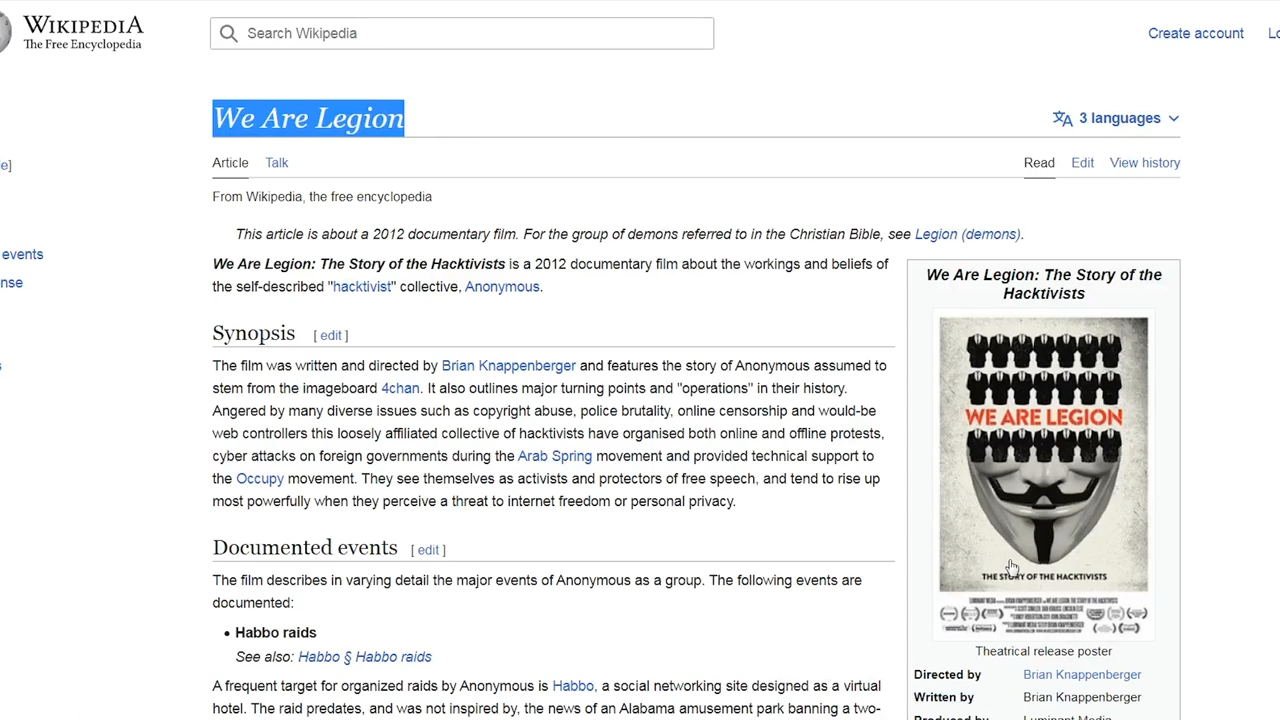 WIKIPEDIA
The Free Encyclopedia
Search Wikipedia
Create account
We Are Legion
3 languages
e]
Article Talk
Read Edit View history
From Wikipedia, the free encyclopedia
This article is about a 2012 documentary film. For the group of demons referred to in the Christian Bible, see Legion (demons).
events
nse
We Are Legion: The Story of the Hacktivists is a 2012 documentary film about the workings and beliefs of
the self-described "hacktivist" collective, Anonymous.
Synopsis [ edit ]
The film was written and directed by Brian Knappenberger and features the story of Anonymous assumed to
stem from the imageboard 4chan. It also outlines major turning points and "operations" in their history.
Angered by many diverse issues such as copyright abuse, police brutality, online censorship and would-be
web controllers this loosely affiliated collective of hacktivists have organised both online and offline protests,
cyber attacks on foreign governments during the Arab Spring movement and provided technical support to
the Occupy movement. They see themselves as activists and protectors of free speech, and tend to rise up
most powerfully when they perceive a threat to internet freedom or personal privacy.
Documented events [ edit ]
The film describes in varying detail the major events of Anonymous as a group. The following events are
documented:
• Habbo raids
See also: Habbo § Habbo raids
A frequent target for organized raids by Anonymous is Habbo, a social networking site designed as a virtual
hotel. The raid predates, and was not inspired by, the news of an Alabama amusement park banning a two-
We Are Legion: The Story of the
Hacktivists
WE ARE LEGION
THE STORY OF THE HACKTIVISTS
Theatrical release poster
Directed by Brian Knappenberger
Written by Brian Knappenberger
Produced by Luminant Media